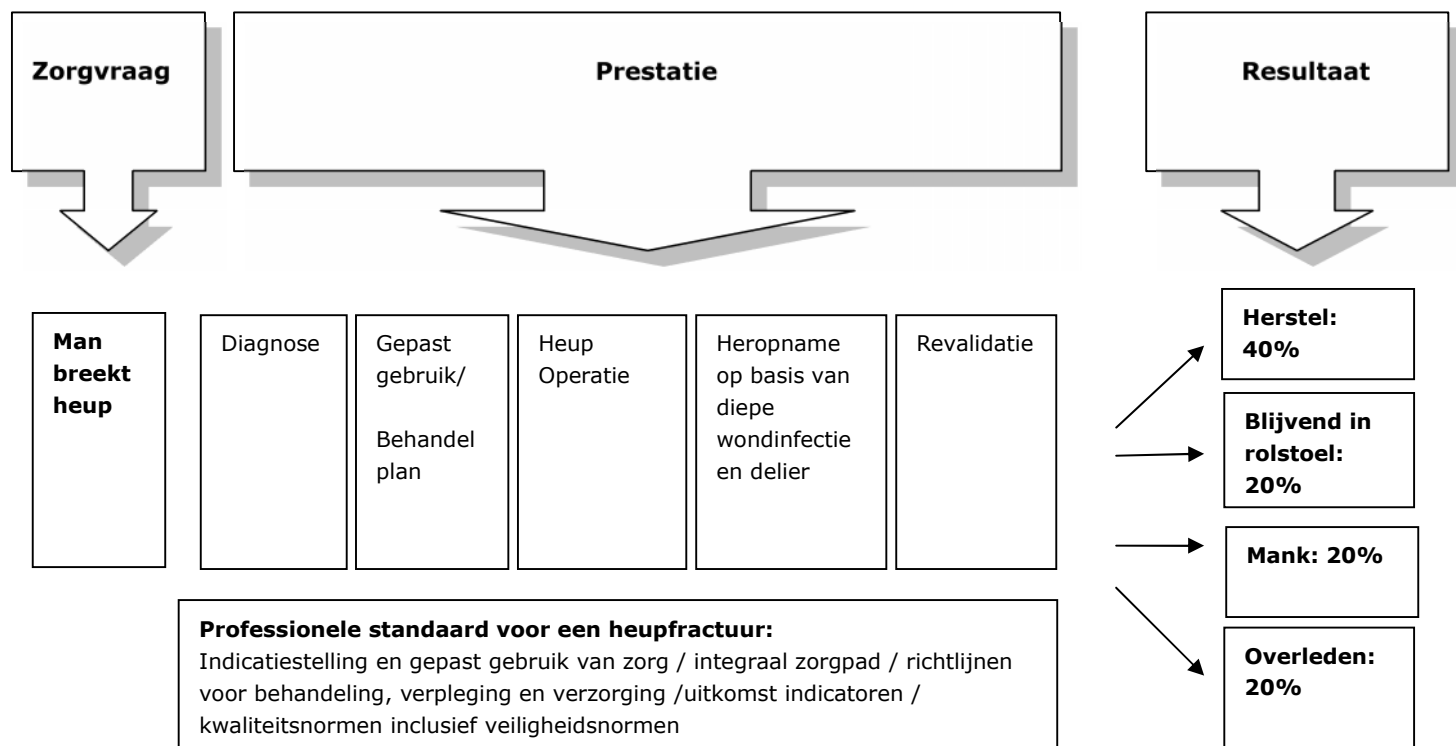 Zorgvraag
Prestatie
Resultaat
Man
breekt
heup
Diagnose
Gepast
gebruik/
Behandel
plan
Heup
Operatie
Heropname
op basis van
diepe
wondinfectie
en delier
Revalidatie
Herstel:
40%
Blijvend in
rolstoel:
20%
Mank: 20%
Overleden:
20%
Professionele standaard voor een heupfractuur:
Indicatiestelling en gepast gebruik van zorg / integraal zorgpad / richtlijnen
voor behandeling, verpleging en verzorging /uitkomst indicatoren /
kwaliteitsnormen inclusief veiligheidsnormen